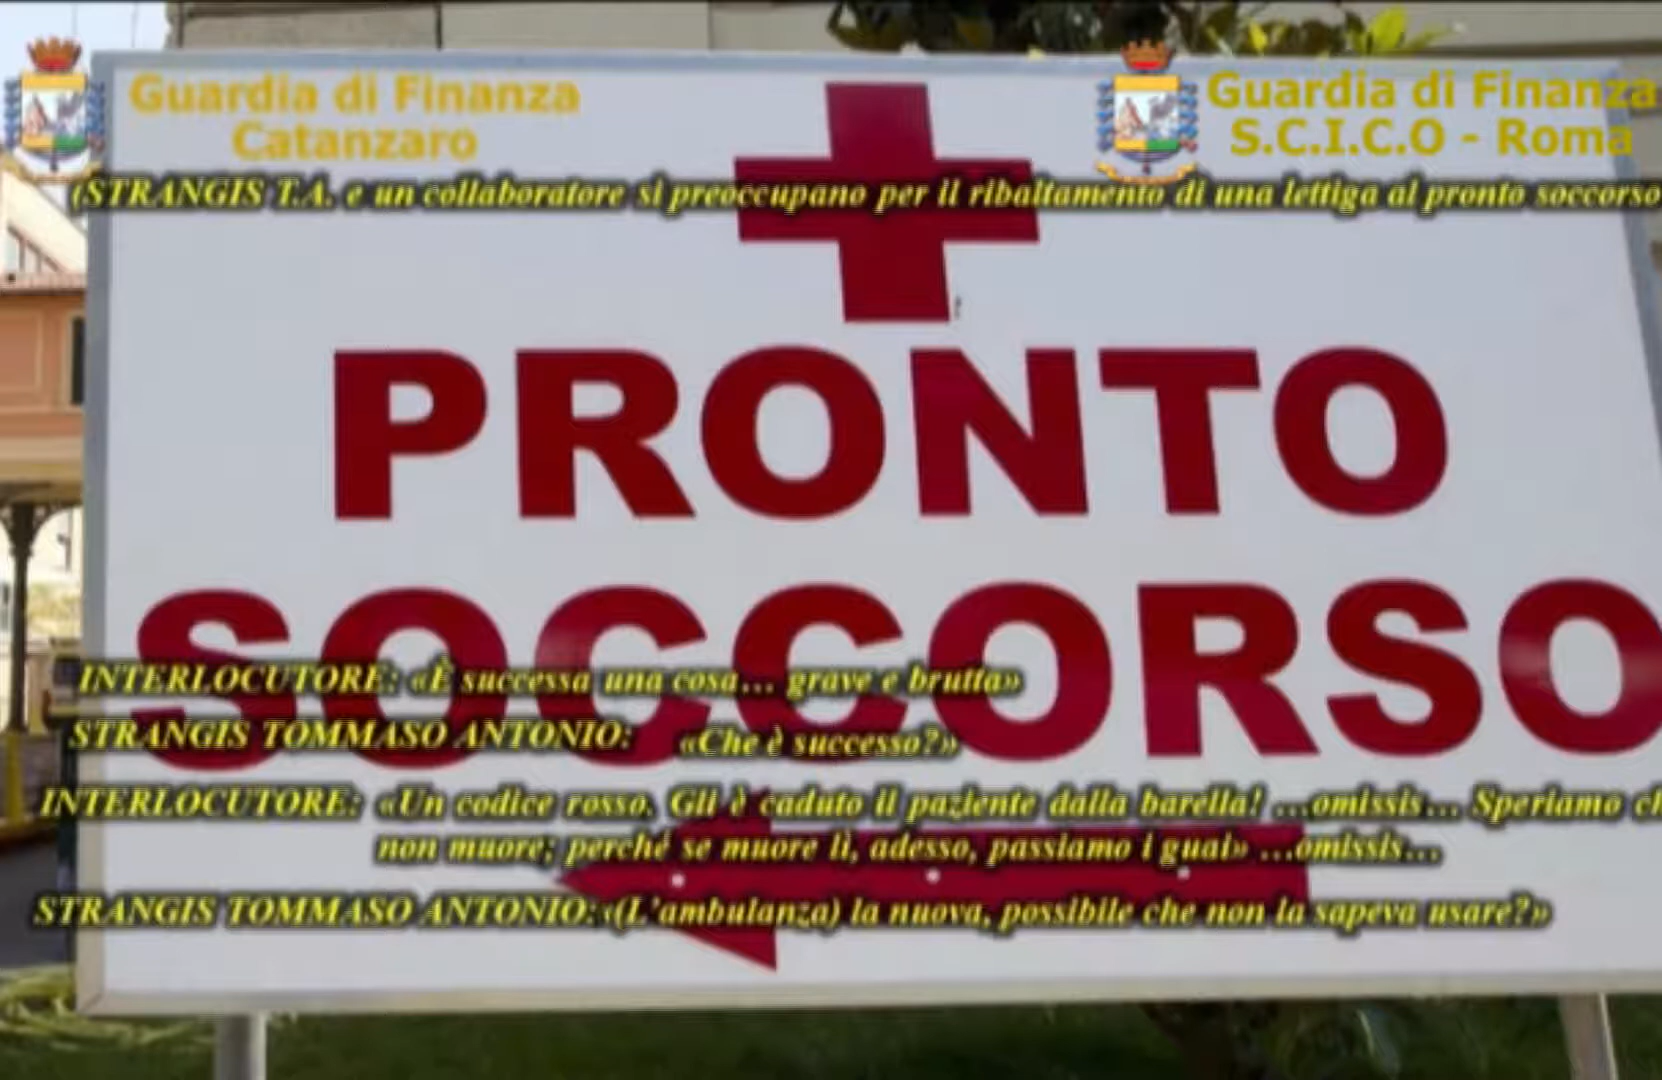 Guardia di Finanza
Catanzaro
Guardia di Finanza
S.C.I.C.O - Roma
(STRANGIS T.A. e un collaboratore si preoccupano per il ribaltamento di una lettiga al pronto soccorso
PRONTO
SOCCORSO
INTERLOCUTORE: «È successa una cosa... grave e brutta»
STRANGIS TOMMASO ANTONIO: «Che è successo?»
INTERLOCUTORE: «Un codice rosso. Gli è caduto il paziente dalla barella! ...omissis... Speriamo
non muore; perché se muore lì, adesso, passiamo i guai» ...omissis...
STRANGIS TOMMASO ANTONIO: «(L'ambulanza) la nuova, possibile che non la sapeva usare?»